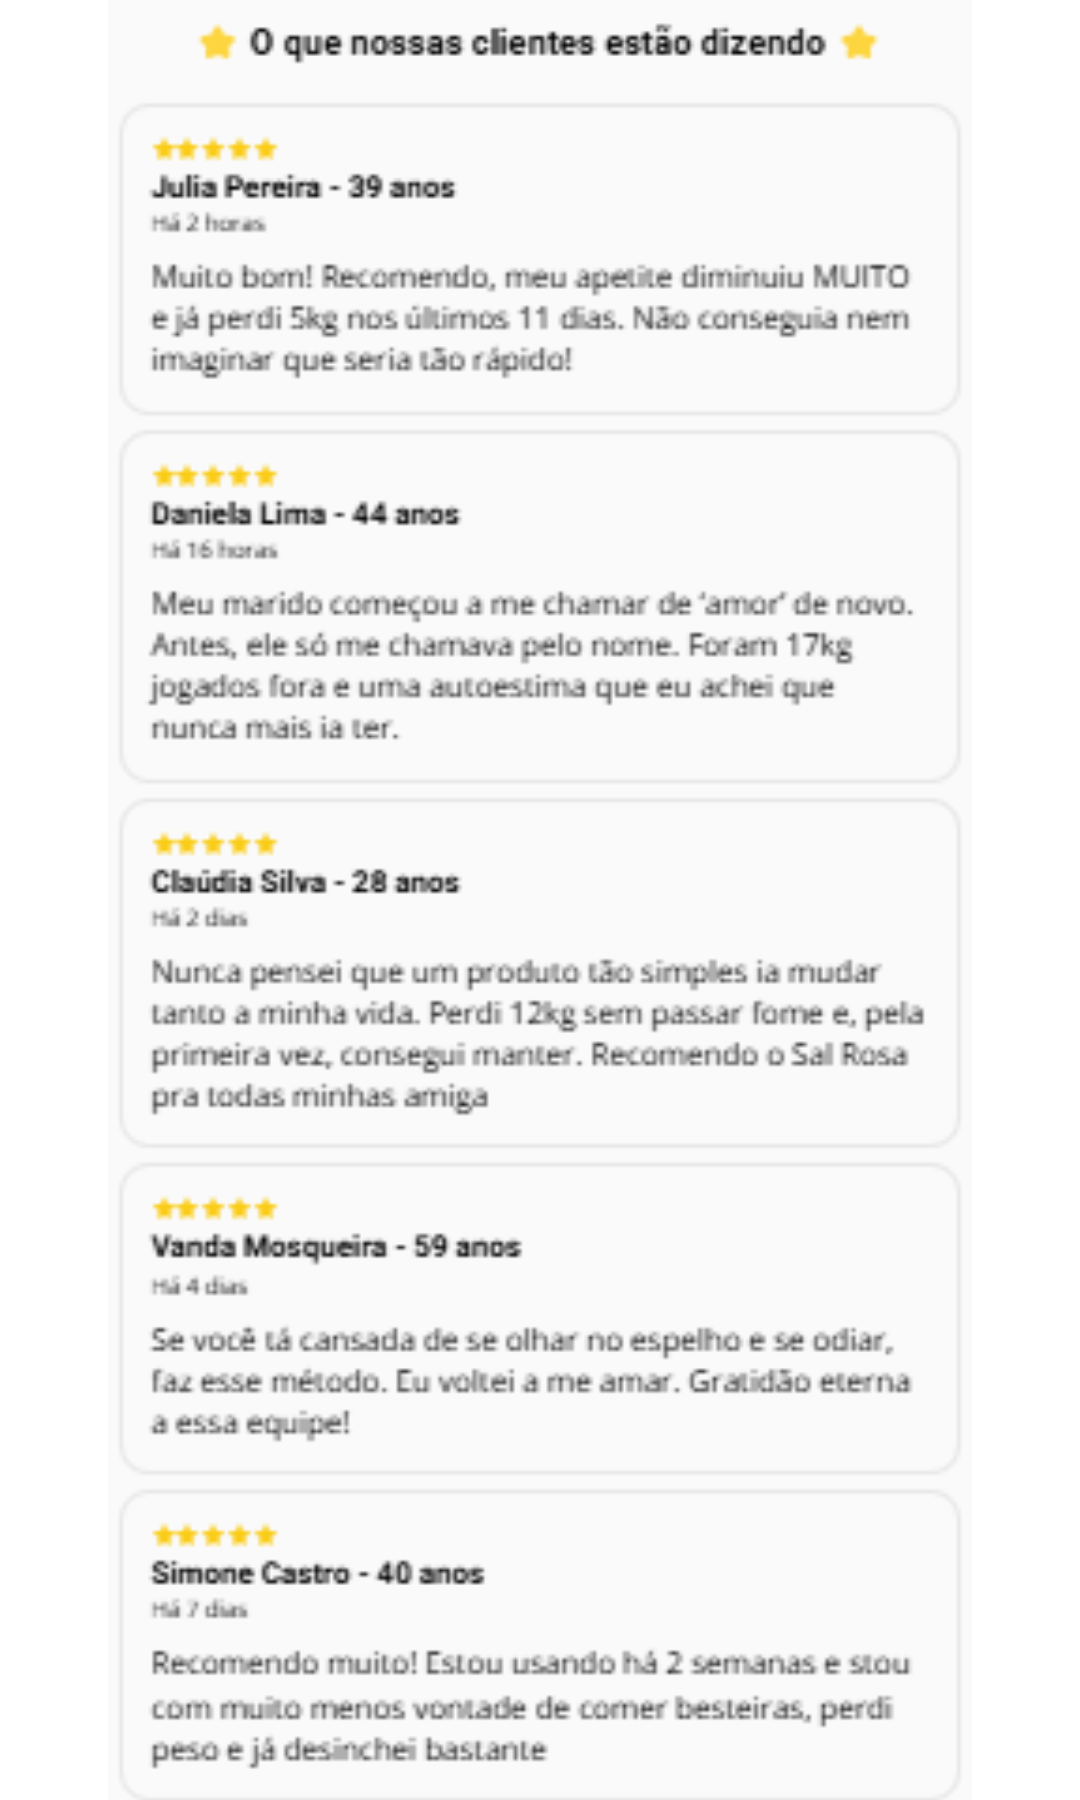 ⭐ O que nossas clientes estão dizendo ⭐
⭐⭐⭐⭐⭐
Julia Pereira - 39 anos
Há 2 horas
Muito bom! Recomendo, meu apetite diminuiu MUITO
e já perdi 5kg nos últimos 11 dias. Não conseguia nem
imaginar que seria tão rápido!
⭐⭐⭐⭐⭐
Daniela Lima - 44 anos
Há 16 horas
Meu marido começou a me chamar de ‘amor’ de novo.
Antes, ele só me chamava pelo nome. Foram 17kg
jogados fora e uma autoestima que eu achei que
nunca mais ia ter.
⭐⭐⭐⭐⭐
Claúdia Silva - 28 anos
Há 2 dias
Nunca pensei que um produto tão simples ia mudar
tanto a minha vida. Perdi 12kg sem passar fome e, pela
primeira vez, consegui manter. Recomendo o Sal Rosa
pra todas minhas amiga
⭐⭐⭐⭐⭐
Vanda Mosqueira - 59 anos
Há 4 dias
Se você tá cansada de se olhar no espelho e se odiar,
faz esse método. Eu voltei a me amar. Gratidão eterna
a essa equipe!
⭐⭐⭐⭐⭐
Simone Castro - 40 anos
Há 7 dias
Recomendo muito! Estou usando há 2 semanas e stou
com muito menos vontade de comer besteiras, perdi
peso e já desinchei bastante